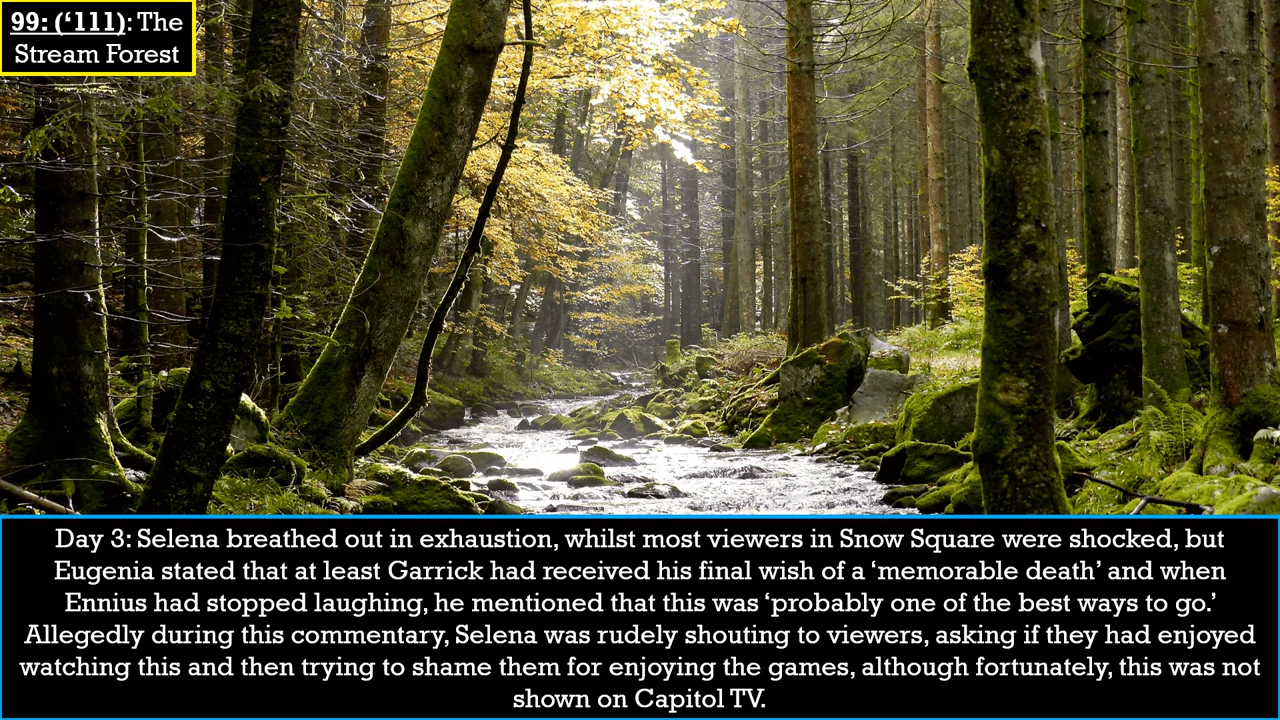 99: (‘111): The
Stream Forest
Day 3: Selena breathed out in exhaustion, whilst most viewers in Snow Square were shocked, but
Eugenia stated that at least Garrick had received his final wish of a ‘memorable death’ and when
Ennius had stopped laughing, he mentioned that this was ‘probably one of the best ways to go.’
Allegedly during this commentary, Selena was rudely shouting to viewers, asking if they had enjoyed
watching this and then trying to shame them for enjoying the games, although fortunately, this was not
shown on Capitol TV.